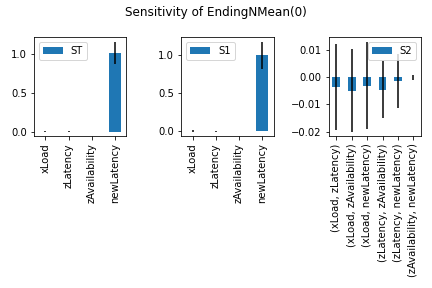 Sensitivity of EndingNMean(0)
ST
1.0
0.5
0.0
xLoad
zLatency
zAvailability
newLatency
S1
1.0
0.5
0.0
xLoad
zLatency
zAvailability
newLatency
S2
0.01
0.00
−0.01
−0.02
(xLoad, zLatency)
(xLoad, zAvailability)
(xLoad, newLatency)
(zLatency, zAvailability)
(zLatency, newLatency)
(zAvailability, newLatency)